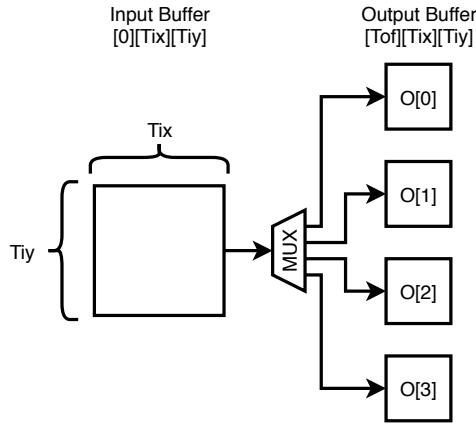 Input Buffer
[0][Tix][Tiy]
Output Buffer
[Tof][Tix][Tiy]
Tix
Tiy
MUX
O[0]
O[1]
O[2]
O[3]